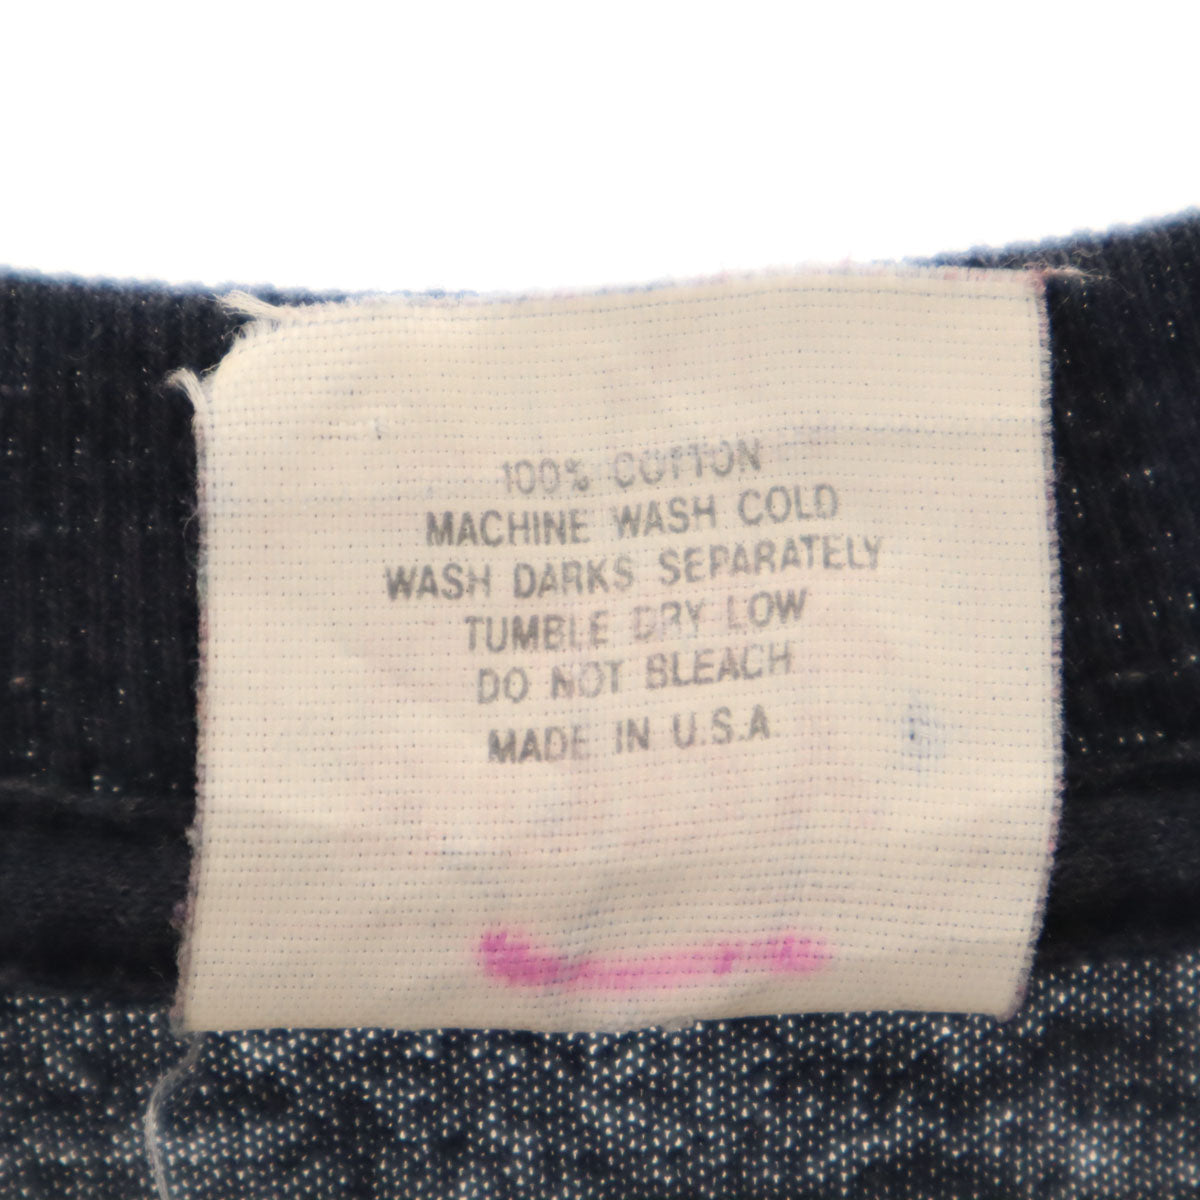 100% COTTON
MACHINE WASH COLD
WASH DARKS SEPARATELY
TUMBLE DRY LOW
DO NOT BLEACH
MADE IN U.S.A